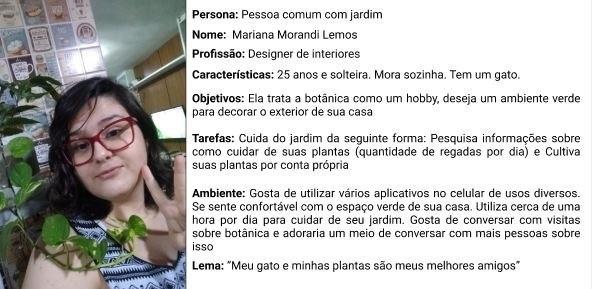 Persona: Pessoa comum com jardim
Nome: Mariana Morandi Lemos
Profissão: Designer de interiores
Características: 25 anos e solteira. Mora sozinha. Tem um gato.
Objetivos: Ela trata a botânica como um hobby, deseja um ambiente verde
para decorar o exterior de sua casa
Tarefas: Cuida do jardim da seguinte forma: Pesquisa informações sobre
como cuidar de suas plantas (quantidade de regadas por dia) e Cultiva
suas plantas por conta própria
Ambiente: Gosta de utilizar vários aplicativos no celular de usos diversos.
Se sente confortável com o espaço verde de sua casa. Utiliza cerca de uma
hora por dia para cuidar de seu jardim. Gosta de conversar com visitas
sobre botânica e adoraria um meio de conversar com mais pessoas sobre
isso
Lema: ”Meu gato e minhas plantas são meus melhores amigos”